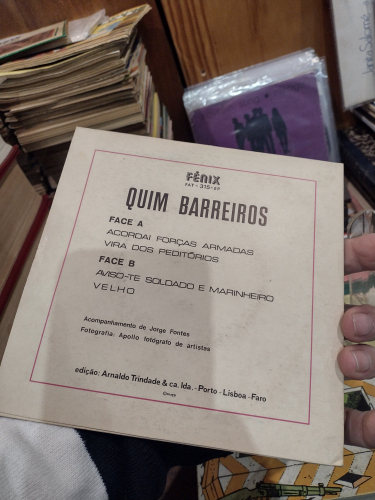 FÉNIX
FAT - 315-EP
QUIM BARREIROS
FACE A
ACORDAI FORÇAS ARMADAS
VIRA DOS PEDITÓRIOS
FACE B
AVISO-TE SOLDADO E MARINHEIRO
VELHO
Acompanhamento de Jorge Fontes
Fotografia: Apollo fotógrafo de artistas
edição: Arnaldo Trindade & ca. lda. - Porto - Lisboa - Faro